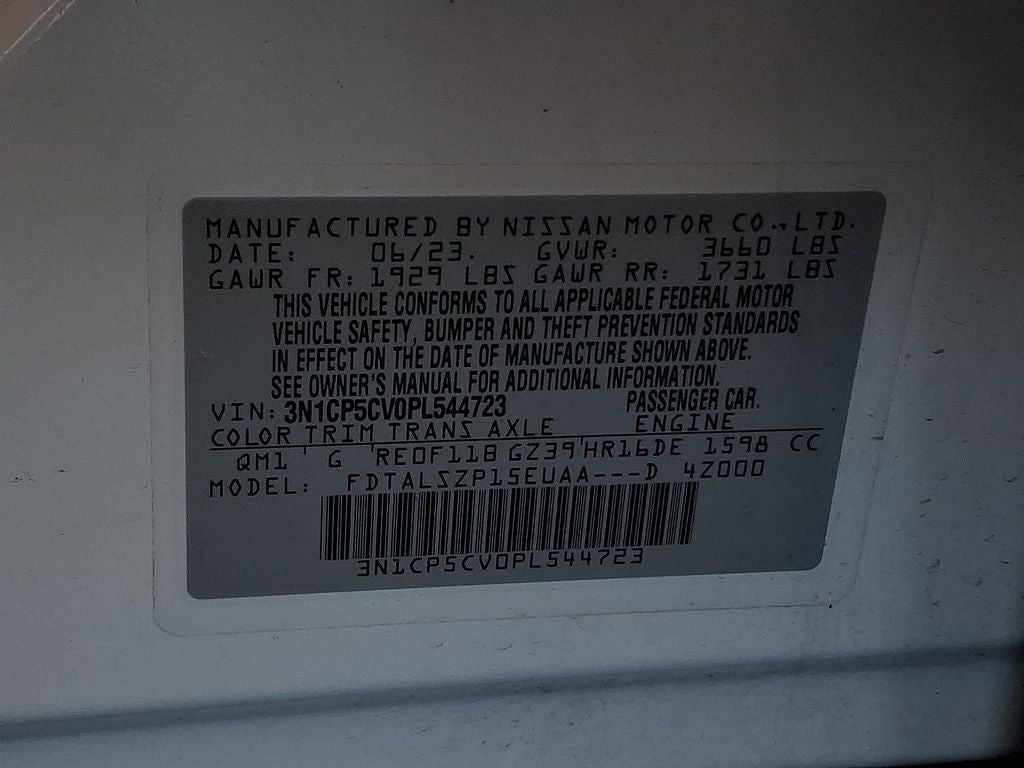 MANUFACTURED BY NISSAN MOTOR CO.,LTD.
DATE: 06/23. GVWR: 3660 LBS
GAWR FR: 1929 LBS GAWR RR: 1731 LBS
THIS VEHICLE CONFORMS TO ALL APPLICABLE FEDERAL MOTOR
VEHICLE SAFETY, BUMPER AND THEFT PREVENTION STANDARDS
IN EFFECT ON THE DATE OF MANUFACTURE SHOWN ABOVE.
SEE OWNER'S MANUAL FOR ADDITIONAL INFORMATION.
VIN: 3N1CP5CV0PL544723 PASSENGER CAR.
COLOR TRIM TRANS AXLE ENGINE
QM1 G RE0F11B GZ39 HR16DE 1598 CC
MODEL: FDTALSZP15EUAA---D 4Z000
3N1CP5CV0PL544723